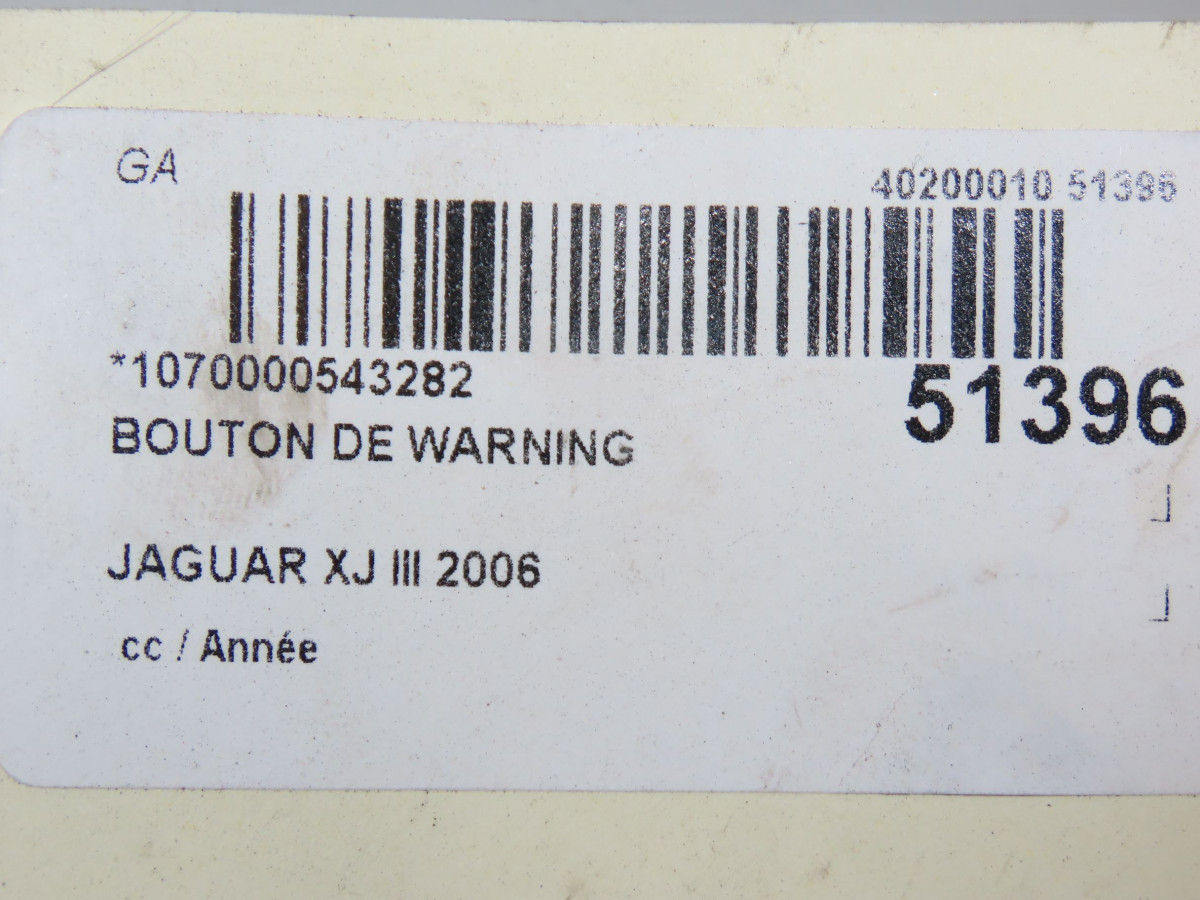 GA
40200010 51396
*1070000543282
51396
BOUTON DE WARNING
JAGUAR XJ III 2006
cc / Année